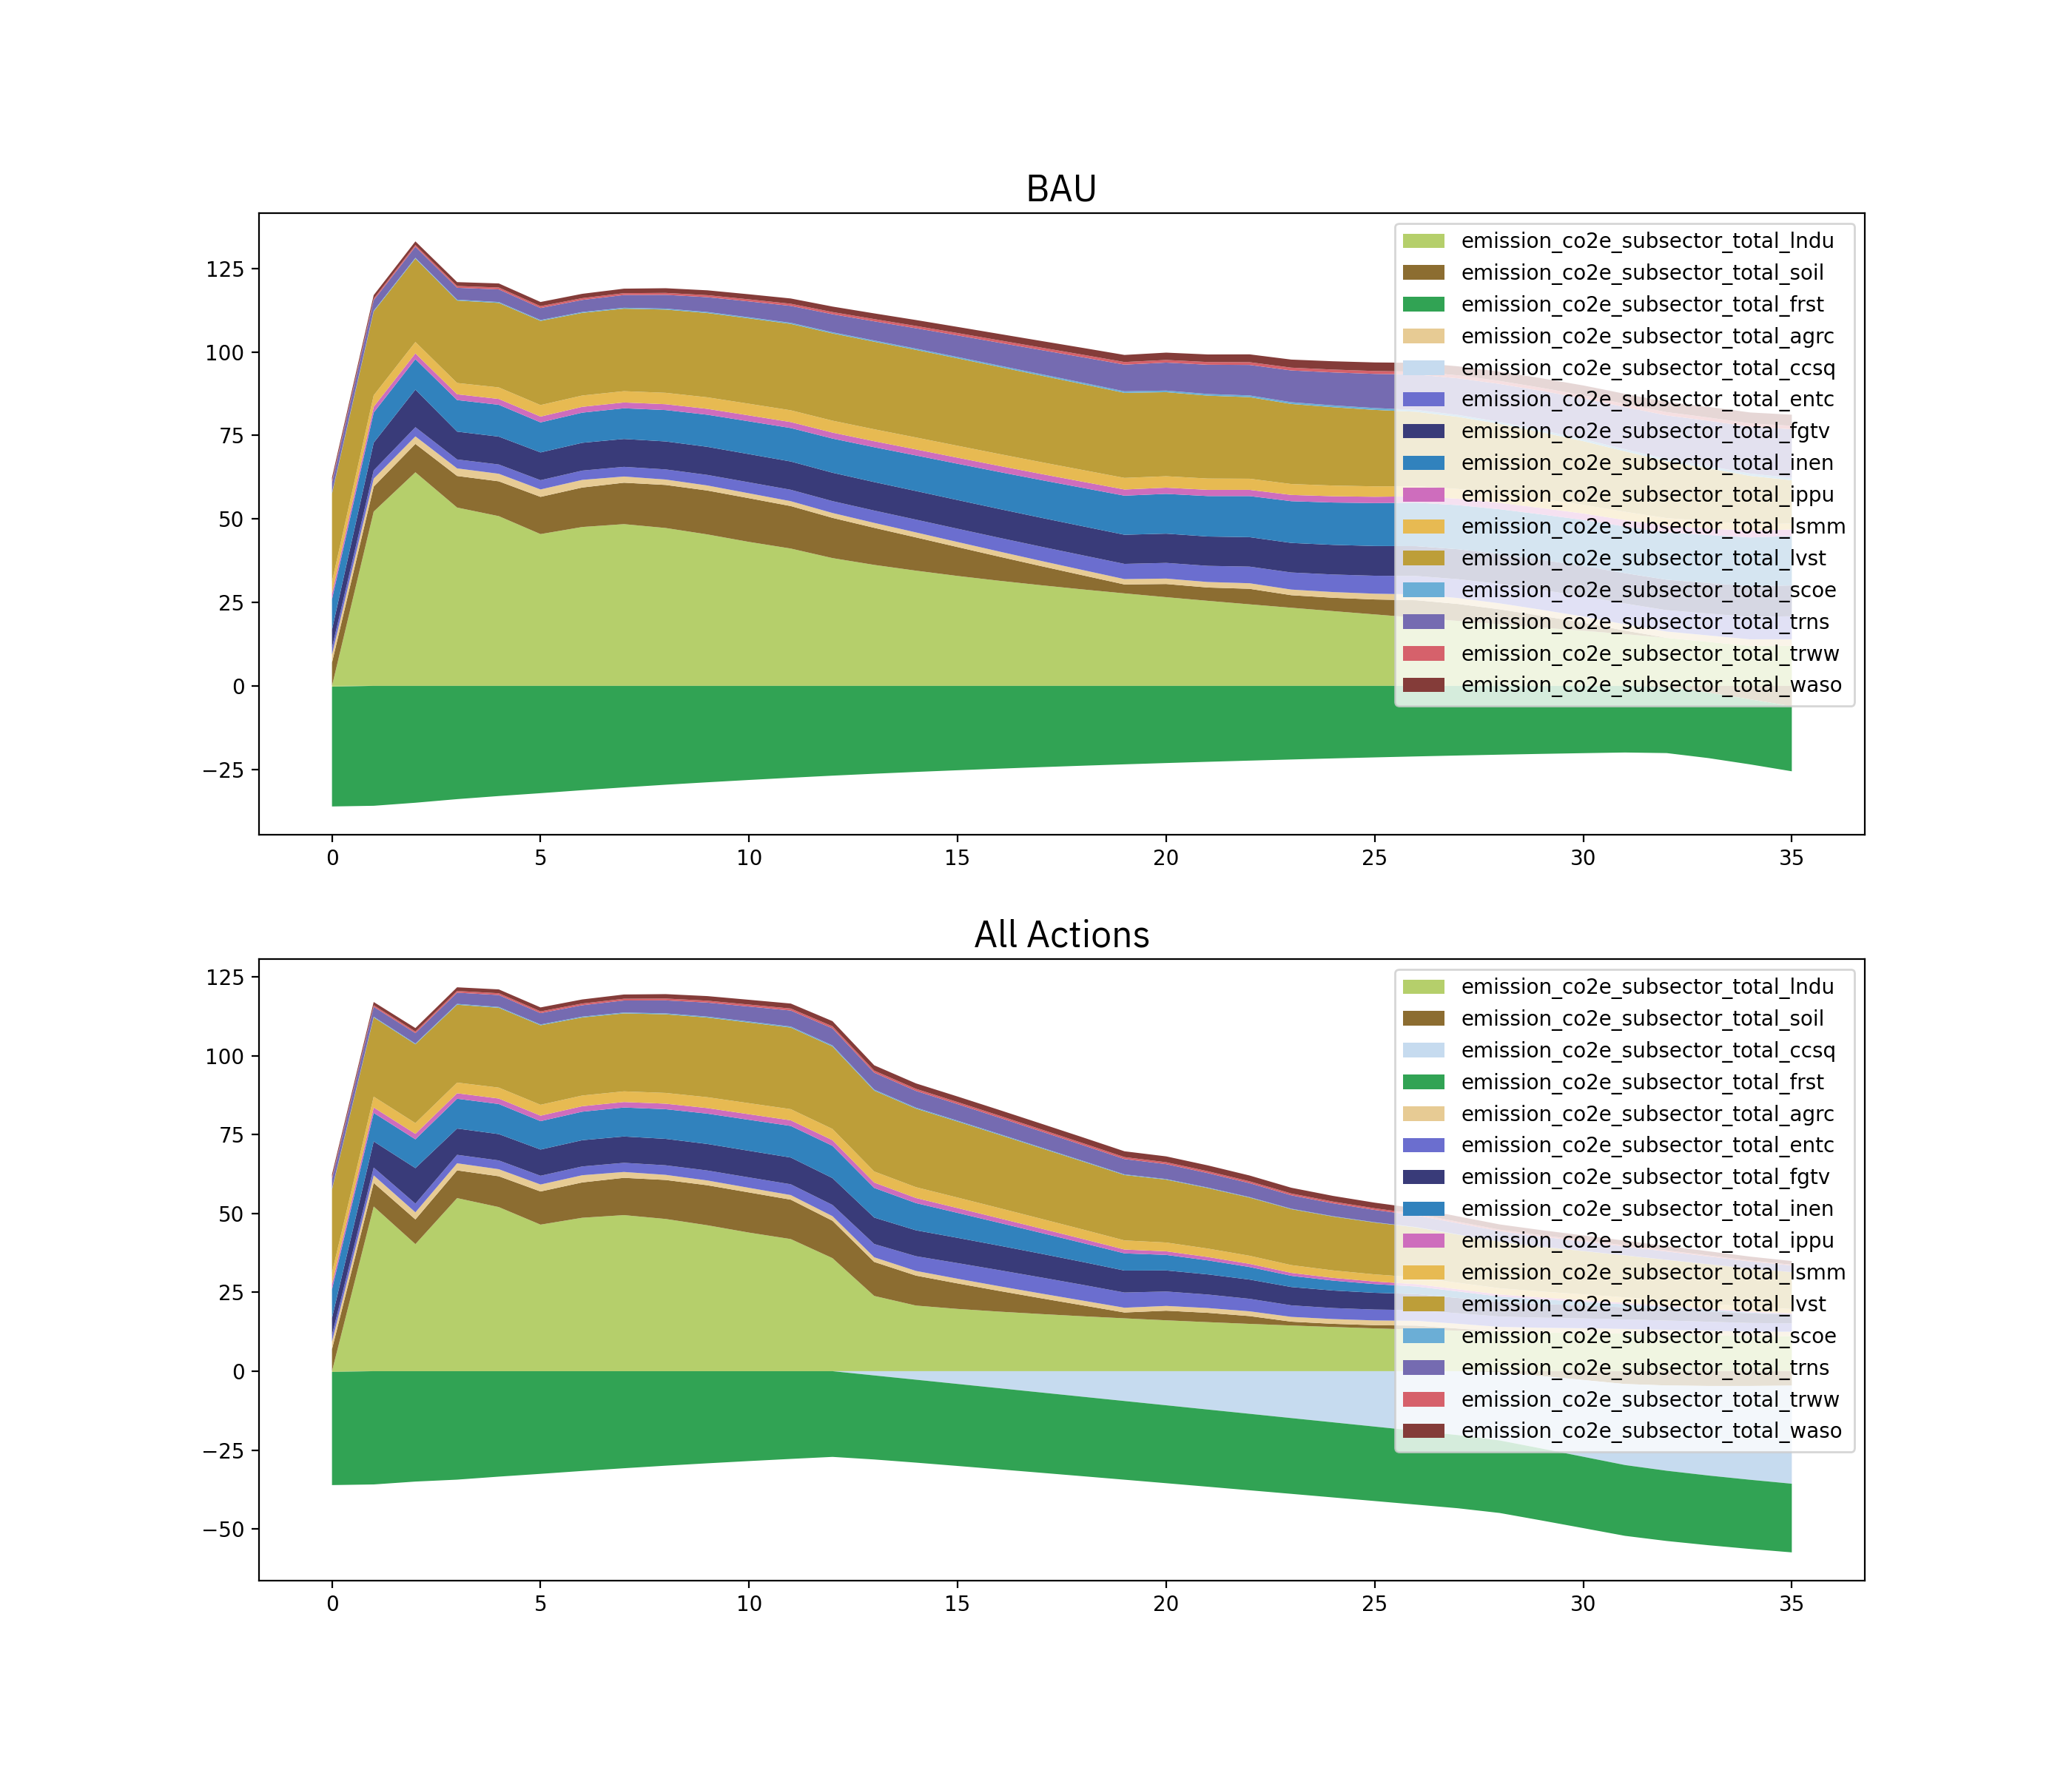 BAU
125
100
75
50
25
0
−25
0 5 10 15 20 25 30 35
emission_co2e_subsector_total_lndu
emission_co2e_subsector_total_soil
emission_co2e_subsector_total_frst
emission_co2e_subsector_total_agrc
emission_co2e_subsector_total_ccsq
emission_co2e_subsector_total_entc
emission_co2e_subsector_total_fgtv
emission_co2e_subsector_total_inen
emission_co2e_subsector_total_ippu
emission_co2e_subsector_total_lsmm
emission_co2e_subsector_total_lvst
emission_co2e_subsector_total_scoe
emission_co2e_subsector_total_trns
emission_co2e_subsector_total_trww
emission_co2e_subsector_total_waso
All Actions
125
100
75
50
25
0
−25
−50
0 5 10 15 20 25 30 35
emission_co2e_subsector_total_lndu
emission_co2e_subsector_total_soil
emission_co2e_subsector_total_ccsq
emission_co2e_subsector_total_frst
emission_co2e_subsector_total_agrc
emission_co2e_subsector_total_entc
emission_co2e_subsector_total_fgtv
emission_co2e_subsector_total_inen
emission_co2e_subsector_total_ippu
emission_co2e_subsector_total_lsmm
emission_co2e_subsector_total_lvst
emission_co2e_subsector_total_scoe
emission_co2e_subsector_total_trns
emission_co2e_subsector_total_trww
emission_co2e_subsector_total_waso